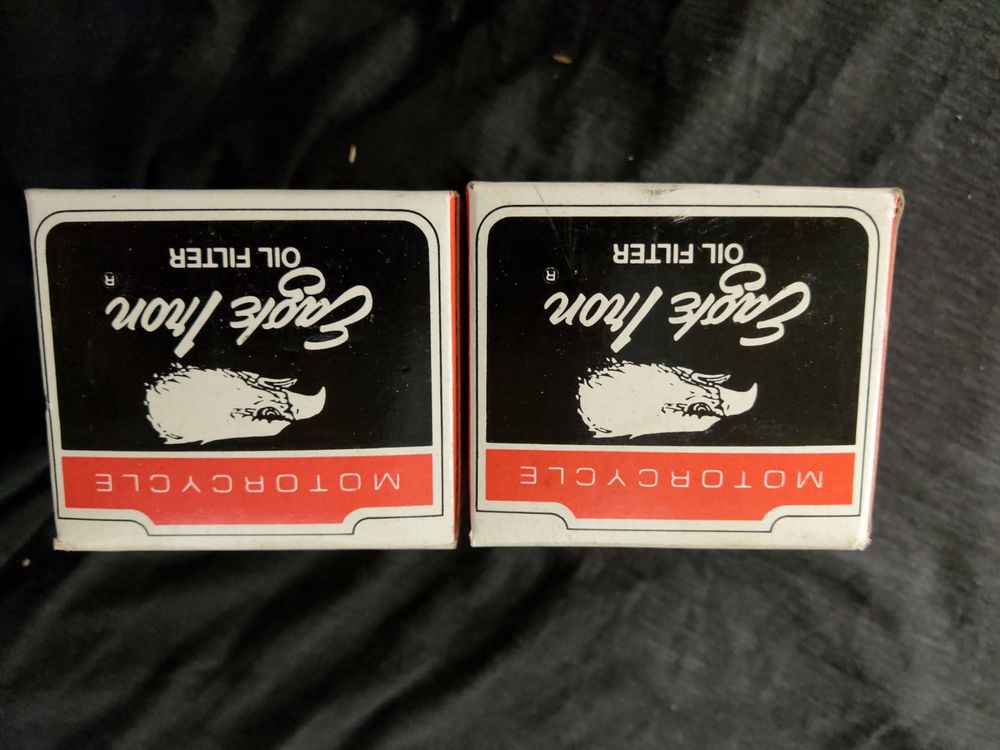 MOTORCYCLE
Eagle Iron ®
OIL FILTER
MOTORCYCLE
Eagle Iron ®
OIL FILTER